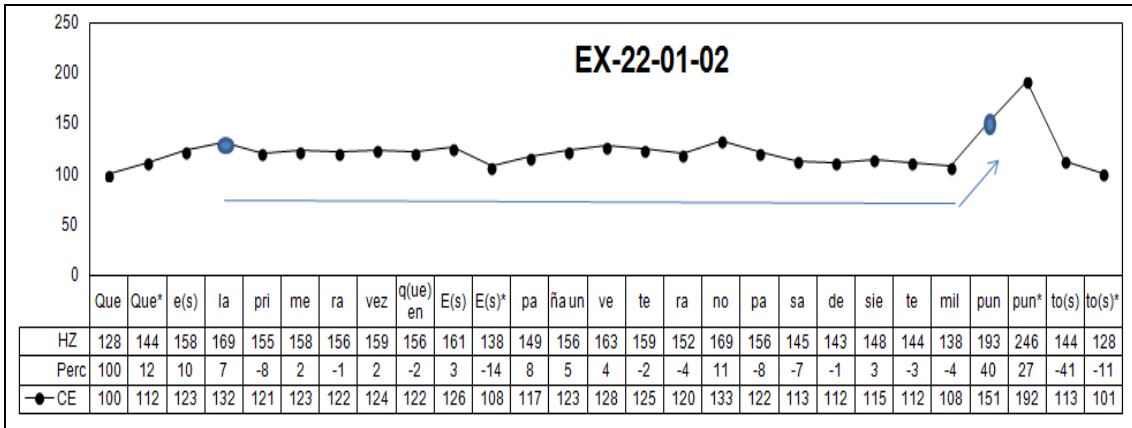 250
EX-22-01-02
200
150
100
50
0
Que Que* e(s) la pri me ra vez q(ue) en E(s) E(s)* pa ña un ve te ra no pa sa de sie te mil pun pun* to(s) to(s)*
HZ 128 144 158 169 155 158 156 159 156 161 138 149 156 163 159 152 169 156 145 143 148 144 138 193 246 144 128
Perc 100 12 10 7 -8 2 -1 2 -2 3 -14 8 5 4 -2 -4 11 -8 -7 -1 3 -3 -4 40 27 -41 -11
CE 100 112 123 132 121 123 122 124 122 126 108 117 123 128 125 120 133 122 113 112 115 112 108 151 192 113 101